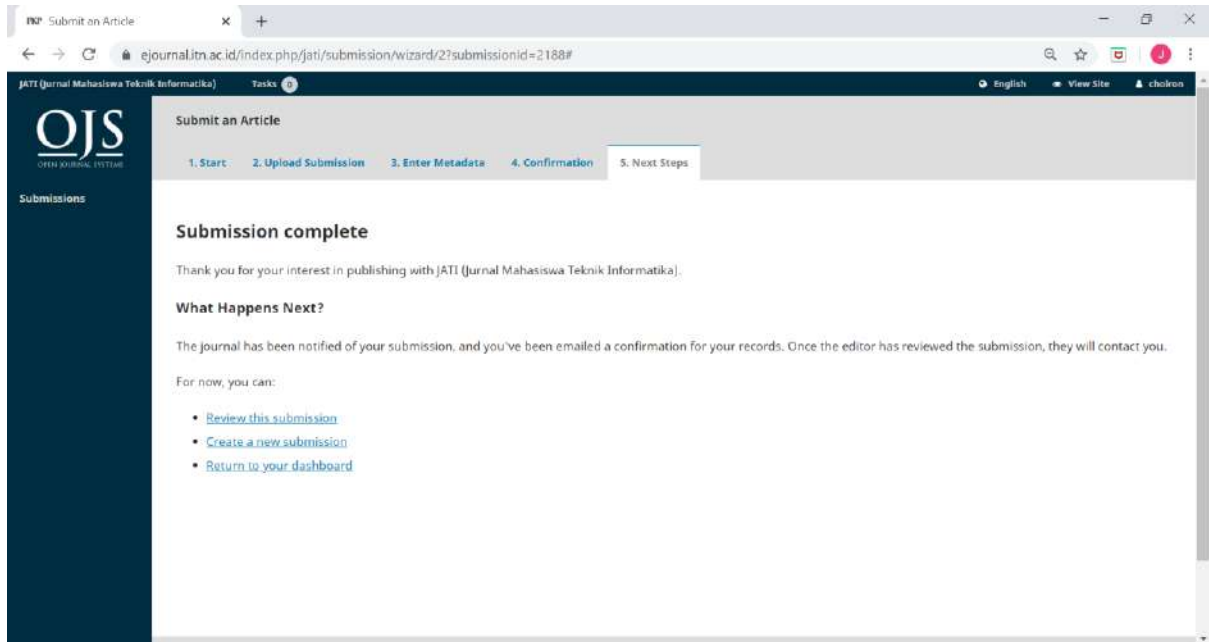 PKP Submit an Article
ejournal.itn.ac.id/index.php/jati/submission/wizard/2?submissionId=2188#
J
JATI (Jurnal Mahasiswa Teknik Informatika) Tasks 0 English View Site choiron
OJS
OPEN JOURNAL SYSTEMS
Submissions
Submit an Article
1. Start 2. Upload Submission 3. Enter Metadata 4. Confirmation 5. Next Steps
Submission complete
Thank you for your interest in publishing with JATI (Jurnal Mahasiswa Teknik Informatika).
What Happens Next?
The journal has been notified of your submission, and you've been emailed a confirmation for your records. Once the editor has reviewed the submission, they will contact you.
For now, you can:
• Review this submission
• Create a new submission
• Return to your dashboard